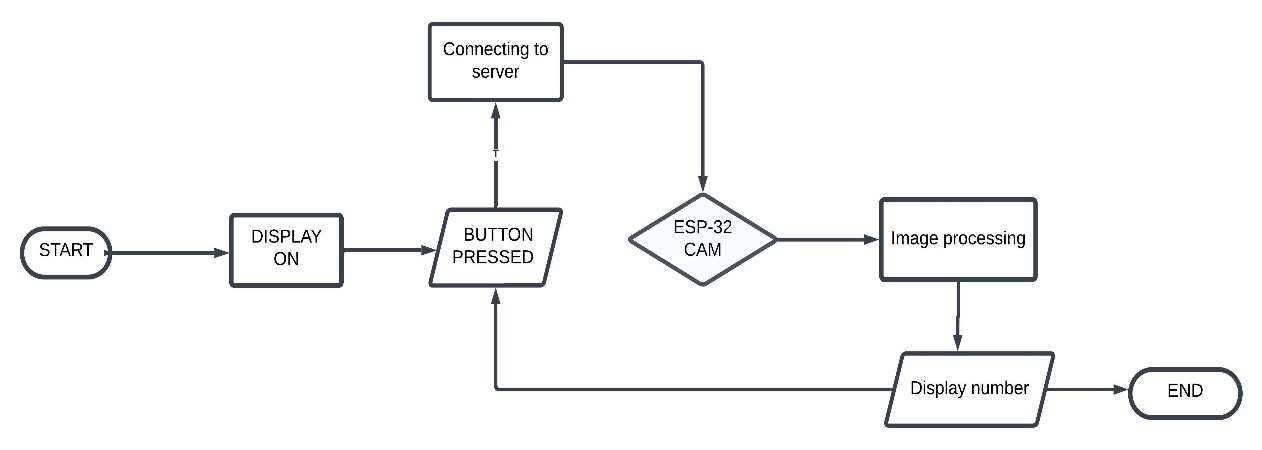 Connecting to
server
T
START
DISPLAY
ON
BUTTON
PRESSED
ESP-32
CAM
Image processing
Display number
END